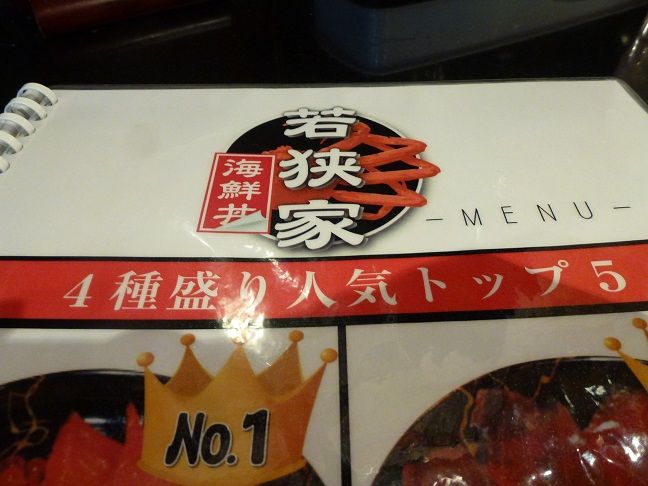 若狭家
海鮮丼
- MENU -
4種盛り人気トップ5
No.1